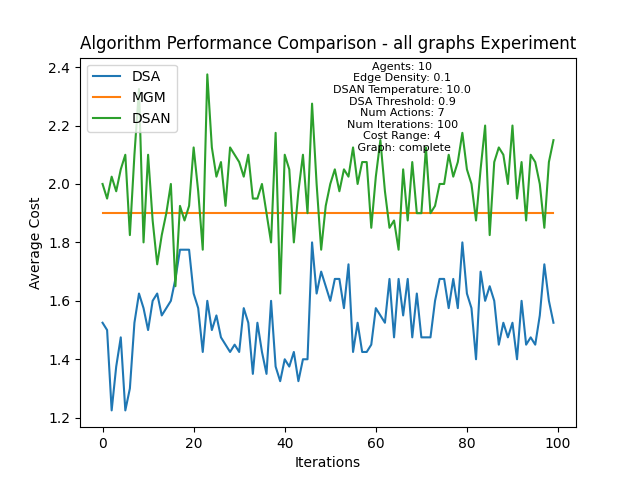 Algorithm Performance Comparison - all graphs Experiment
DSA
MGM
DSAN
Agents: 10
Edge Density: 0.1
DSAN Temperature: 10.0
DSA Threshold: 0.9
Num Actions: 7
Num Iterations: 100
Cost Range: 4
Graph: complete
Average Cost
2.4
2.2
2.0
1.8
1.6
1.4
1.2
0 20 40 60 80 100
Iterations